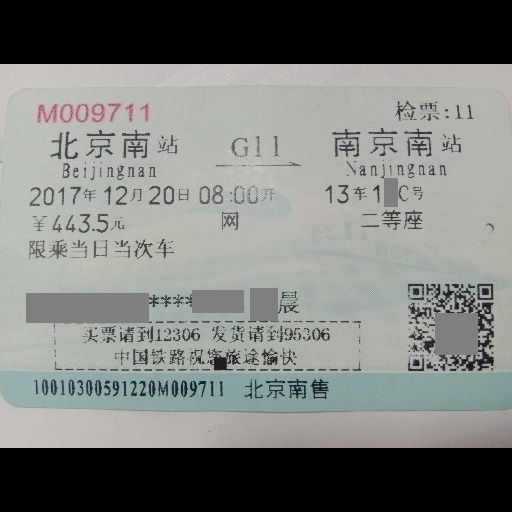 M009711 检票:11
北京南站 G11 南京南站
Beijingnan Nanjingnan
2017年12月20日08:00开 13车1 C号
￥443.5元 网 二等座
限乘当日当次车
**** 晨
买票请到12306 发货请到95306
中国铁路祝您旅途愉快
10010300591220M009711 北京南售